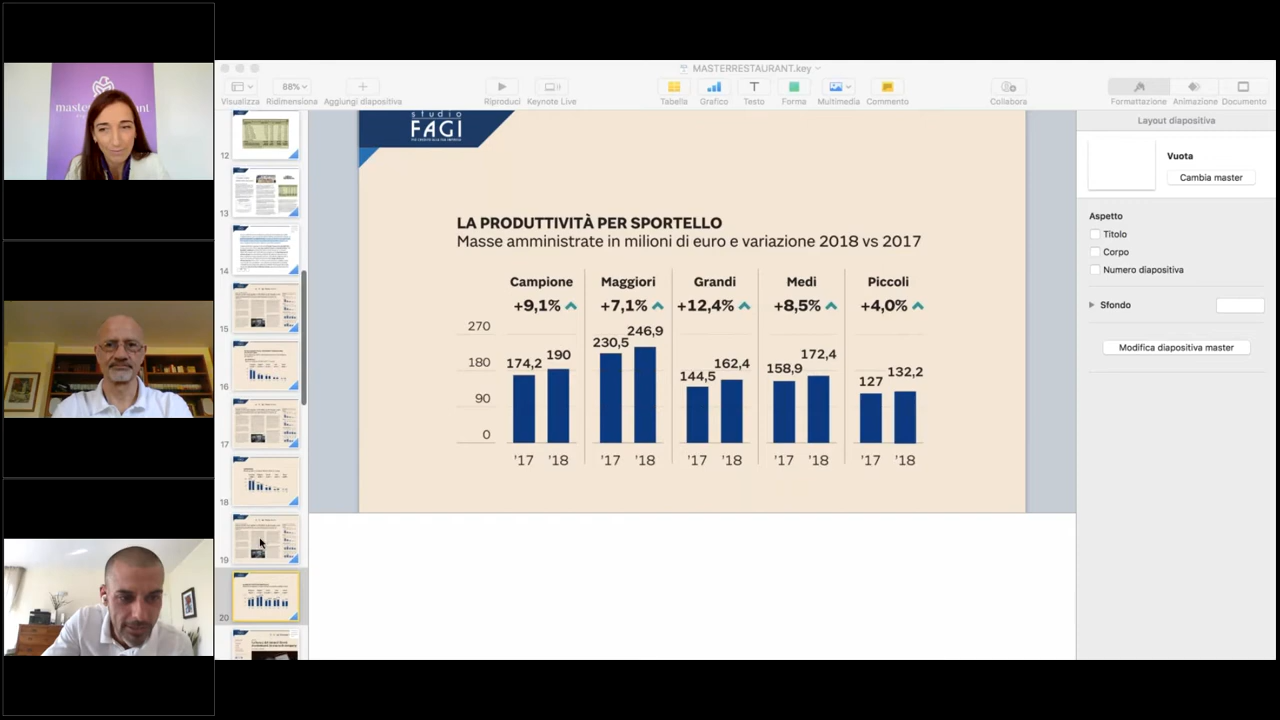 MASTERRESTAURANT.key
88%
Visualizza
Ridimensiona
Aggiungi diapositiva
Riproduci
Keynote Live
Tabella
Grafico
Testo
Forma
Multimedia
Commento
Collabora
Formattazione
Animazione
Documento
Layout diapositiva
Vuota
Cambia master
Aspetto
Titolo
Corpo
Numero diapositiva
Sfondo
Modifica diapositiva master
12
13
14
15
16
17
18
19
20
studio
FAGI
LA PRODUTTIVITÀ PER SPORTELLO
Masse amministrate in milioni di euro e variazione 2018 vs 2017
Campione Maggiori Grandi Medi Piccoli
+9,1% +7,1% +12,4% +8,5% +4,0%
270
180
90
0
174,2 190 230,5 246,9 144,5 162,4 158,9 172,4 127 132,2
'17 '18 '17 '18 '17 '18 '17 '18 '17 '18